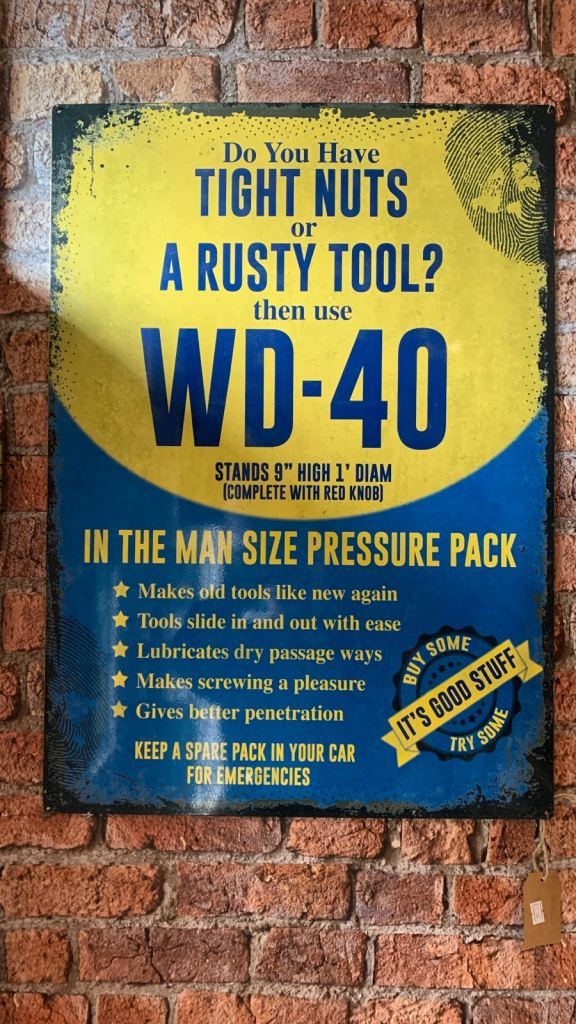 Do You Have
TIGHT NUTS
or
A RUSTY TOOL?
then use
WD-40
STANDS 9” HIGH 1’ DIAM
(COMPLETE WITH RED KNOB)
IN THE MAN SIZE PRESSURE PACK
Makes old tools like new again
Tools slide in and out with ease
Lubricates dry passage ways
Makes screwing a pleasure
Gives better penetration
KEEP A SPARE PACK IN YOUR CAR
FOR EMERGENCIES
BUY SOME
IT'S GOOD STUFF
TRY SOME